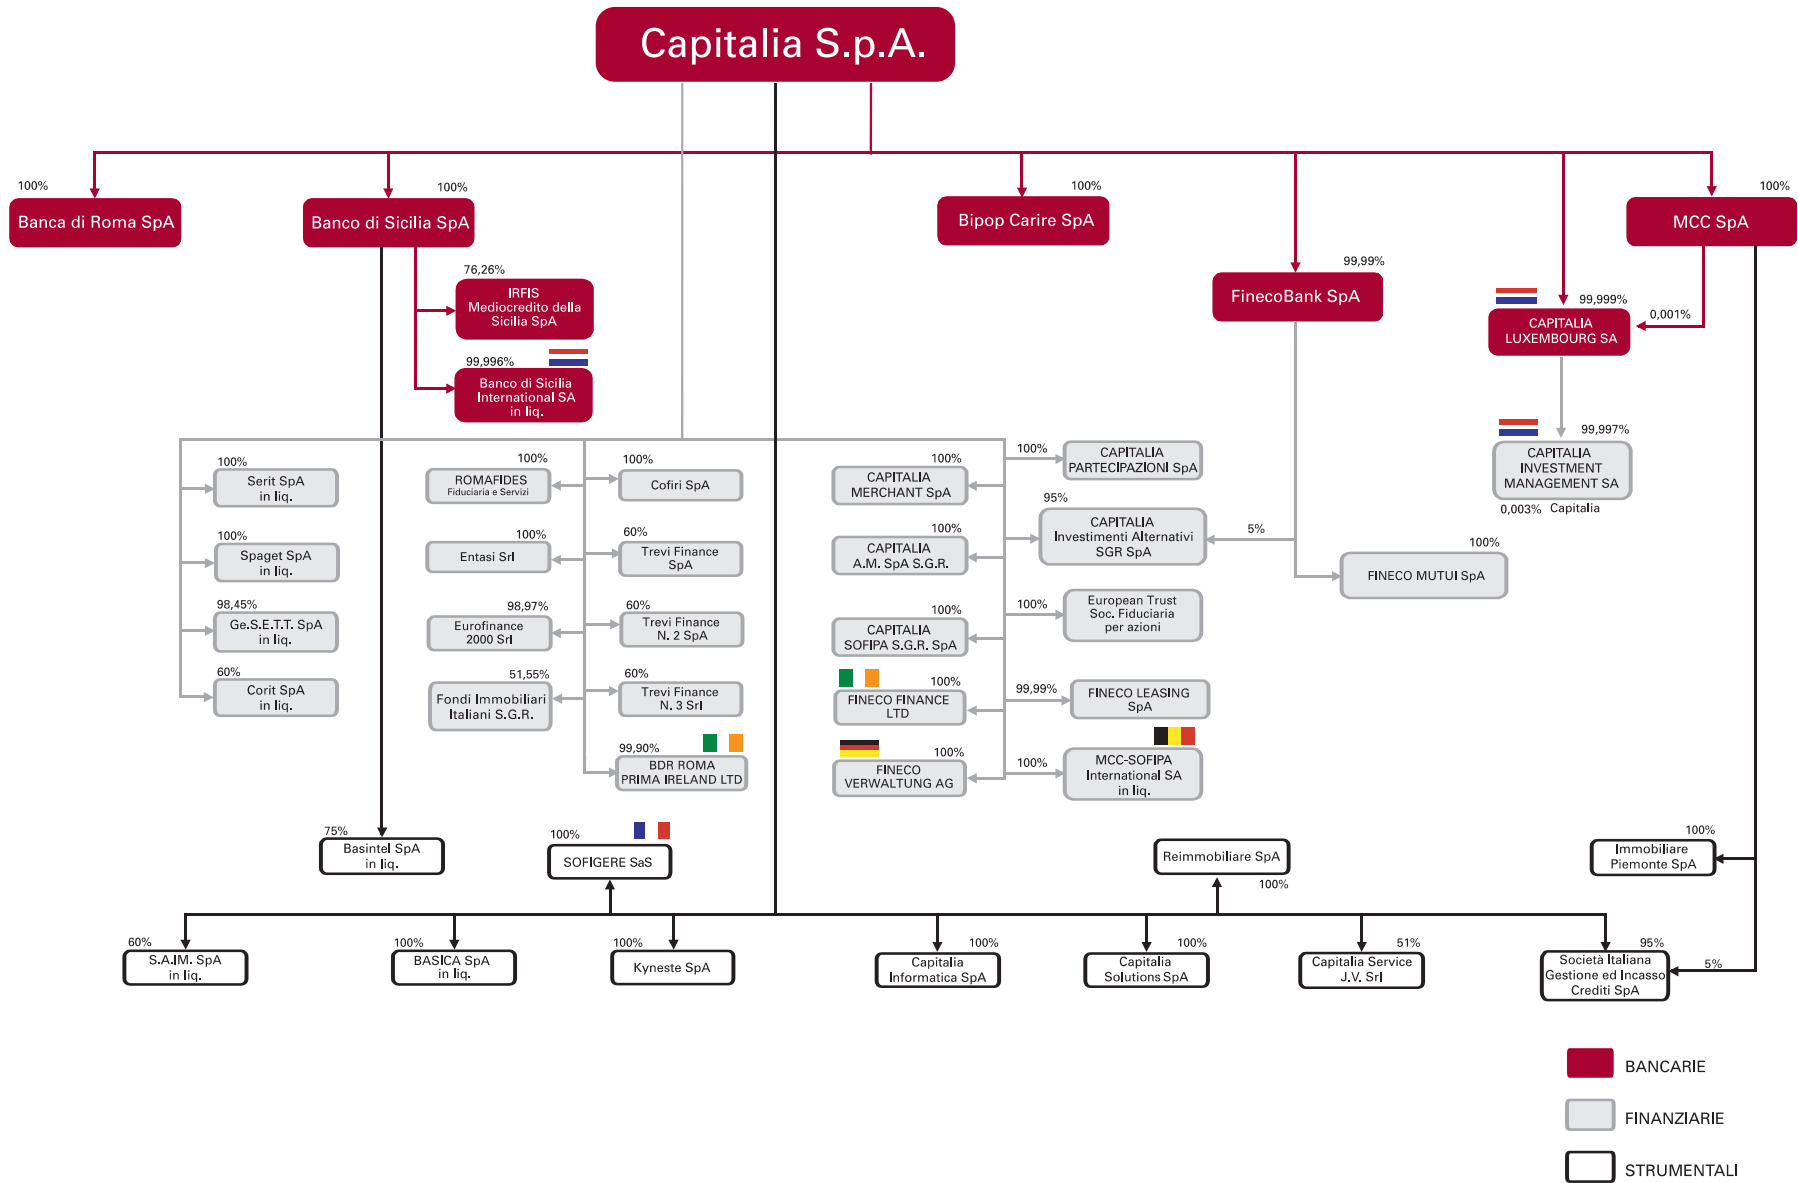 Capitalia S.p.A.
100%
Banca di Roma SpA
100%
Banco di Sicilia SpA
100%
Bipop Carire SpA
99,99%
FinecoBank SpA
99,999%
CAPITALIA
LUXEMBOURG SA
0,001%
100%
MCC SpA
76,26%
IRFIS
Mediocredito della
Sicilia SpA
99,996%
Banco di Sicilia
International SA
in liq.
99,997%
CAPITALIA
INVESTMENT
MANAGEMENT SA
0,003% Capitalia
100%
Serit SpA
in liq.
100%
Spaget SpA
in liq.
98,45%
Ge.S.E.T.T. SpA
in liq.
60%
Corit SpA
in liq.
100%
ROMAFIDES
Fiduciaria e Servizi
100%
Entasi Srl
98,97%
Eurofinance
2000 Srl
51,55%
Fondi Immobiliari
Italiani S.G.R.
100%
Cofiri SpA
60%
Trevi Finance
SpA
60%
Trevi Finance
N. 2 SpA
60%
Trevi Finance
N. 3 Srl
99,90%
BDR ROMA
PRIMA IRELAND LTD
100%
CAPITALIA
MERCHANT SpA
100%
CAPITALIA
A.M. SpA S.G.R.
100%
CAPITALIA
SOFIPA S.G.R. SpA
100%
FINECO FINANCE
LTD
100%
FINECO
VERWALTUNG AG
100%
CAPITALIA
PARTECIPAZIONI SpA
95%
CAPITALIA
Investimenti Alternativi
SGR SpA
5%
100%
European Trust
Soc. Fiduciaria
per azioni
99,99%
FINECO LEASING
SpA
100%
MCC-SOFIPA
International SA
in liq.
100%
FINECO MUTUI SpA
75%
Basintel SpA
in liq.
100%
SOFIGERE SaS
Reimmobiliare SpA
100%
100%
Immobiliare
Piemonte SpA
60%
S.A.IM. SpA
in liq.
100%
BASICA SpA
in liq.
100%
Kyneste SpA
100%
Capitalia
Informatica SpA
100%
Capitalia
Solutions SpA
51%
Capitalia Service
J.V. Srl
95%
Società Italiana
Gestione ed Incasso
Crediti SpA
5%
BANCARIE
FINANZIARIE
STRUMENTALI